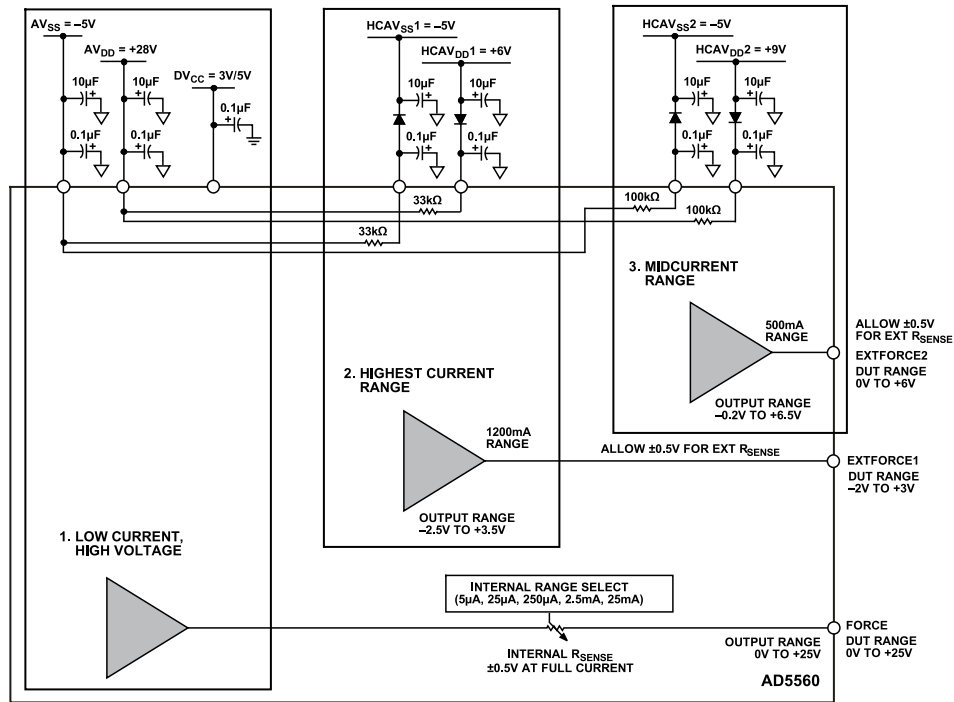 AVSS = –5V
AVDD = +28V
DVCC = 3V/5V
10µF
+
10µF
+
0.1µF
+
0.1µF
+
0.1µF
+
HCAVSS1 = –5V
HCAVDD1 = +6V
10µF
+
10µF
+
0.1µF
+
0.1µF
+
HCAVSS2 = –5V
HCAVDD2 = +9V
10µF
+
10µF
+
0.1µF
+
0.1µF
+
33kΩ
33kΩ
100kΩ
100kΩ
3. MIDCURRENT
RANGE
500mA
RANGE
OUTPUT RANGE
–0.2V TO +6.5V
ALLOW ±0.5V
FOR EXT RSENSE
EXTFORCE2
DUT RANGE
0V TO +6V
2. HIGHEST CURRENT
RANGE
1200mA
RANGE
OUTPUT RANGE
–2.5V TO +3.5V
ALLOW ±0.5V FOR EXT RSENSE
EXTFORCE1
DUT RANGE
–2V TO +3V
1. LOW CURRENT,
HIGH VOLTAGE
INTERNAL RANGE SELECT
(5µA, 25µA, 250µA, 2.5mA, 25mA)
INTERNAL RSENSE
±0.5V AT FULL CURRENT
OUTPUT RANGE
0V TO +25V
FORCE
DUT RANGE
0V TO +25V
AD5560